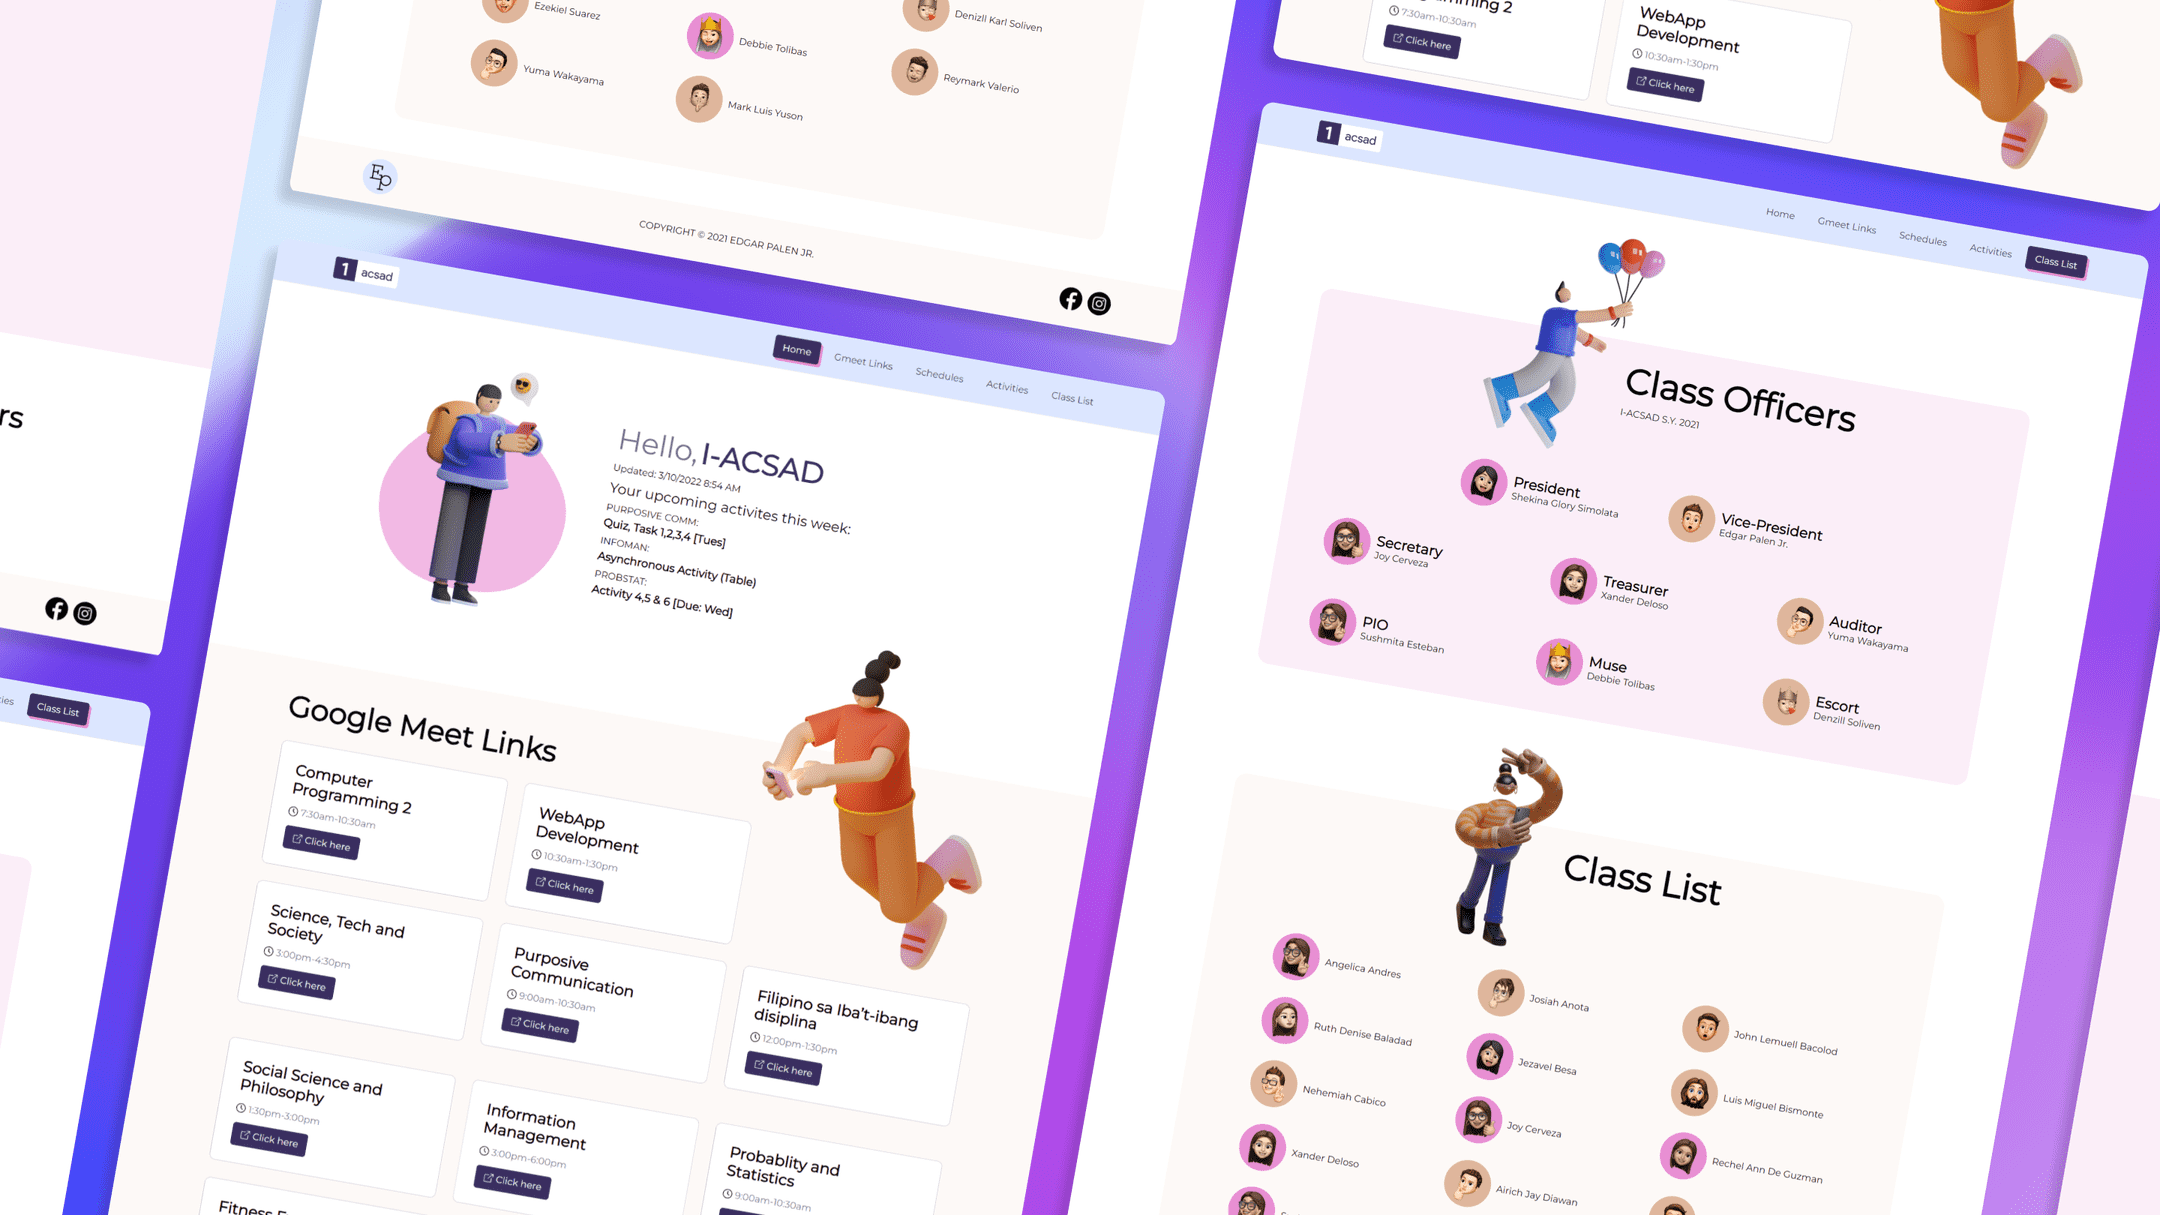 Ezekiel Suarez
Debbie Tolibas
Denizll Karl Soliven
Yuma Wakayama
Mark Luis Yuson
Reymark Valerio
Ep
COPYRIGHT © 2021 EDGAR PALEN JR.
rs
ties
Class List
1 acsad
Home
Gmeet Links
Schedules
Activities
Class List
Hello, I-ACSAD
Updated: 3/10/2022 8:54 AM
Your upcoming activites this week:
PURPOSIVE COMM:
Quiz, Task 1,2,3,4 [Tues]
INFOMAN:
Asynchronous Activity (Table)
PROBSTAT:
Activity 4,5 & 6 [Due: Wed]
Google Meet Links
Computer
Programming 2
7:30am-10:30am
Click here
WebApp
Development
10:30am-1:30pm
Click here
Science, Tech and
Society
3:00pm-4:30pm
Click here
Purposive
Communication
9:00am-10:30am
Click here
Filipino sa Iba't-ibang
disiplina
12:00pm-1:30pm
Click here
Social Science and
Philosophy
1:30pm-3:00pm
Click here
Information
Management
3:00pm-6:00pm
Click here
Probablity and
Statistics
9:00am-10:30am
Fitness
gramming 2
7:30am-10:30am
Click here
WebApp
Development
10:30am-1:30pm
Click here
1 acsad
Home
Gmeet Links
Schedules
Activities
Class List
Class Officers
I-ACSAD S.Y. 2021
President
Shekina Glory Simolata
Vice-President
Edgar Palen Jr.
Secretary
Joy Cerveza
Treasurer
Xander Deloso
Auditor
Yuma Wakayama
PIO
Sushmita Esteban
Muse
Debbie Tolibas
Escort
Denzill Soliven
Class List
Angelica Andres
Josiah Anota
John Lemuell Bacolod
Ruth Denise Baladad
Jezavel Besa
Luis Miguel Bismonte
Nehemiah Cabico
Joy Cerveza
Rechel Ann De Guzman
Xander Deloso
Airich Jay Diawan